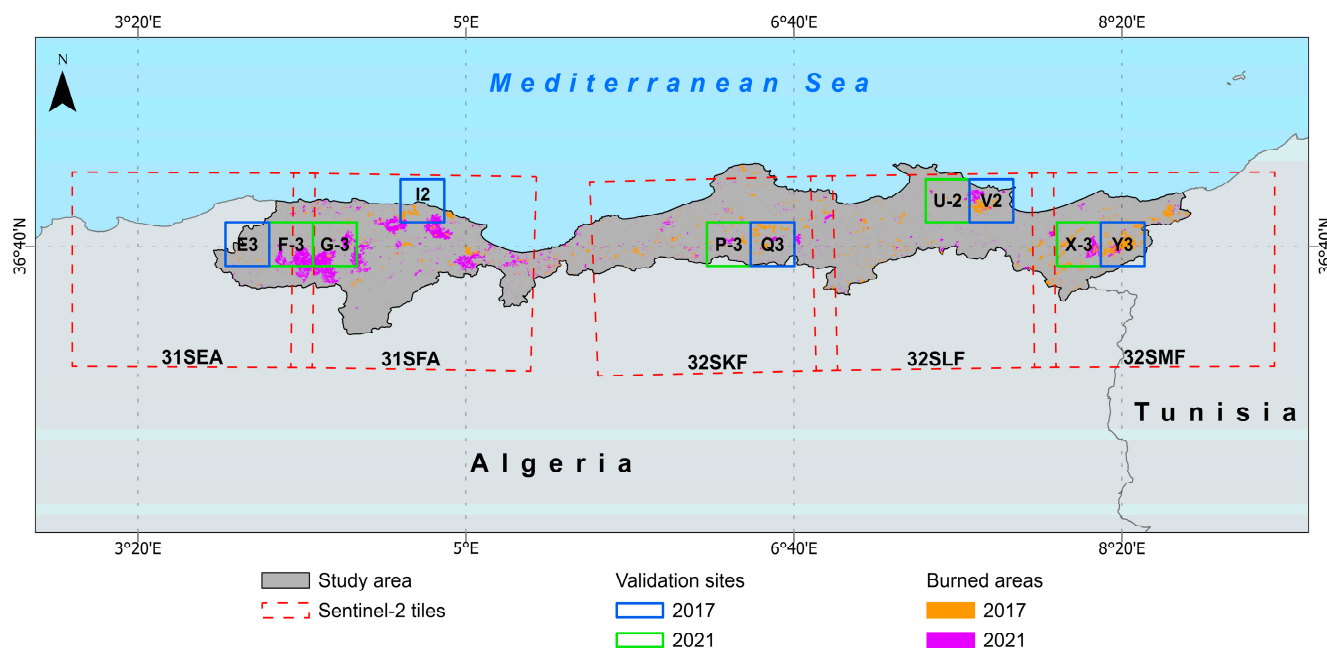 3°20'E 5°E 6°40'E 8°20'E
N
Mediterranean Sea
I2
U-2 V2
36°40'N 36°40'N
E3 F-3 G-3 P-3 Q3 X-3 Y3
31SEA 31SFA 32SKF 32SLF 32SMF
Tunisia
Algeria
3°20'E 5°E 6°40'E 8°20'E
Study area Validation sites Burned areas
Sentinel-2 tiles 2017 2017
2021 2021